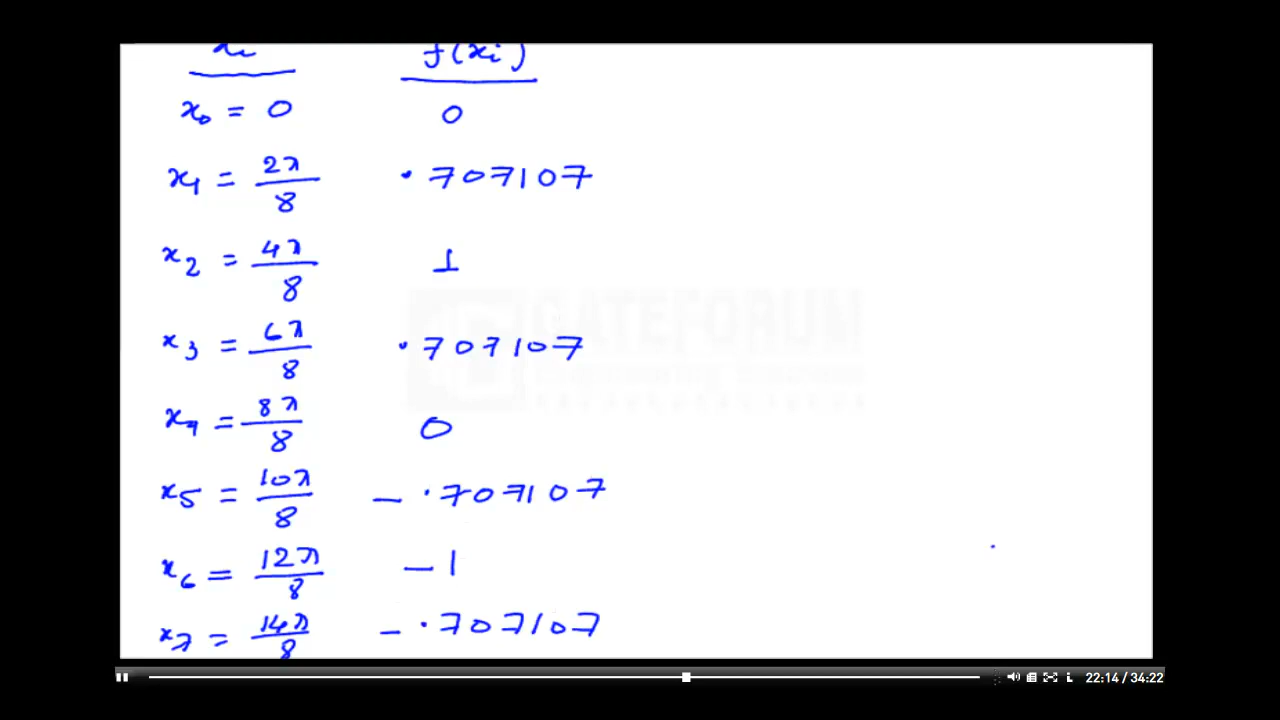 xi f(xi)
x0 = 0 0
x1 = 2π/8 .707107
x2 = 4π/8 1
x3 = 6π/8 .707107
x4 = 8π/8 0
x5 = 10π/8 - .707107
x6 = 12π/8 - 1
x7 = 14π/8 - .707107
GATEFORUM
22:14 / 34:22